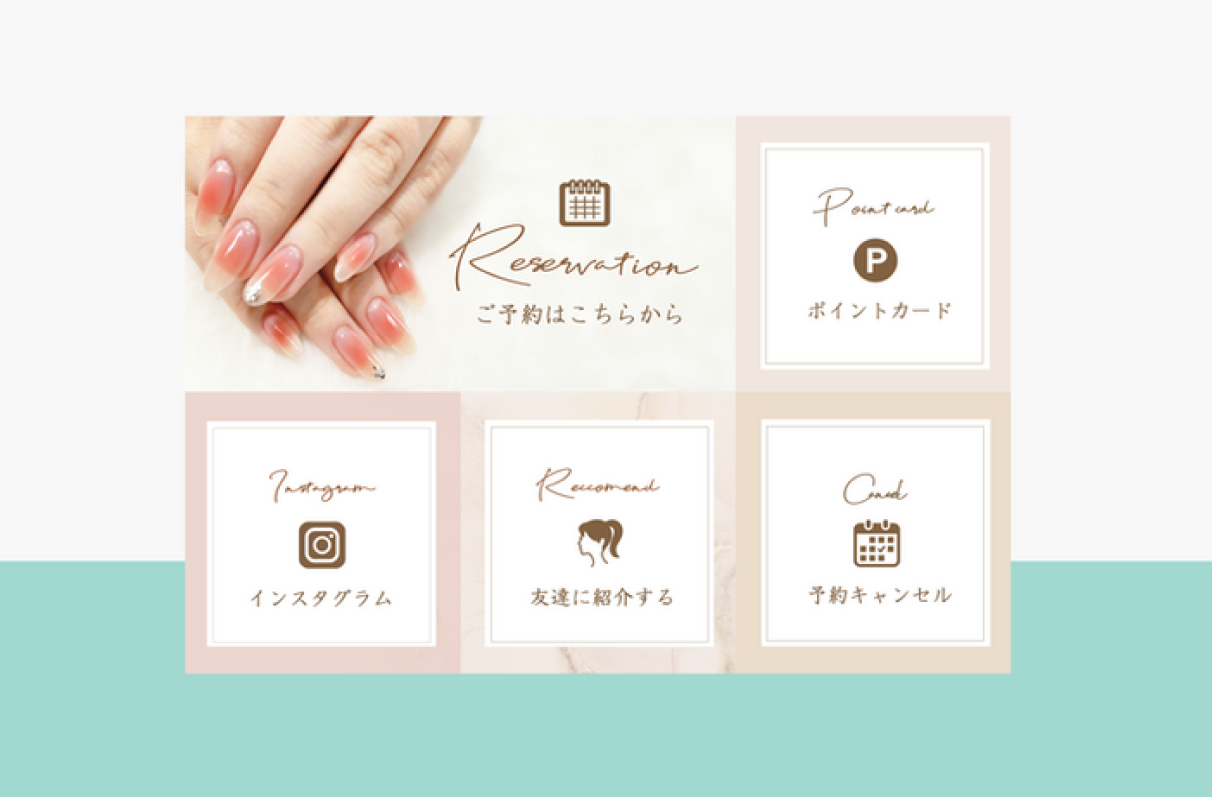 Reservation
ご予約はこちらから
Point card
P
ポイントカード
Instagram
インスタグラム
Reccomend
友達に紹介する
Cancel
予約キャンセル